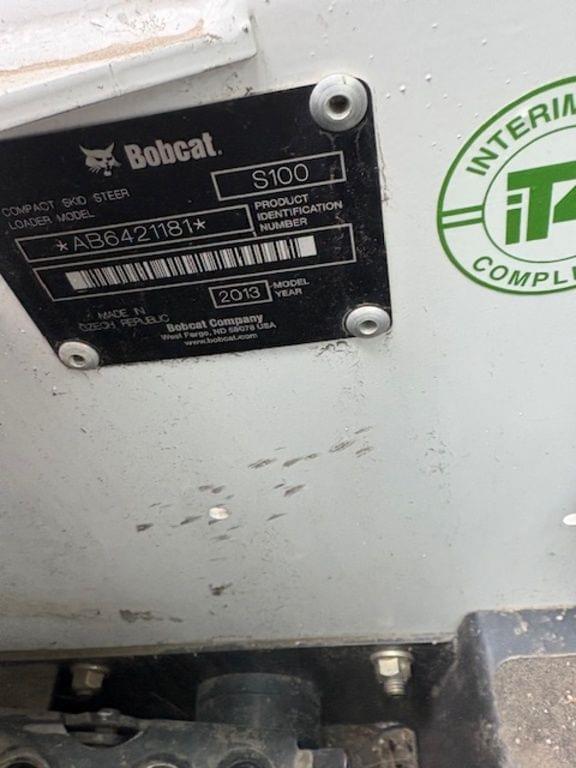 Bobcat.
COMPACT SKID STEER
LOADER MODEL
S100
*AB6421181*
PRODUCT
IDENTIFICATION
NUMBER
2013
MODEL
YEAR
MADE IN
CZECH REPUBLIC
Bobcat Company
West Fargo, ND 58078 USA
www.bobcat.com
INTERIM
iT4
COMPLI